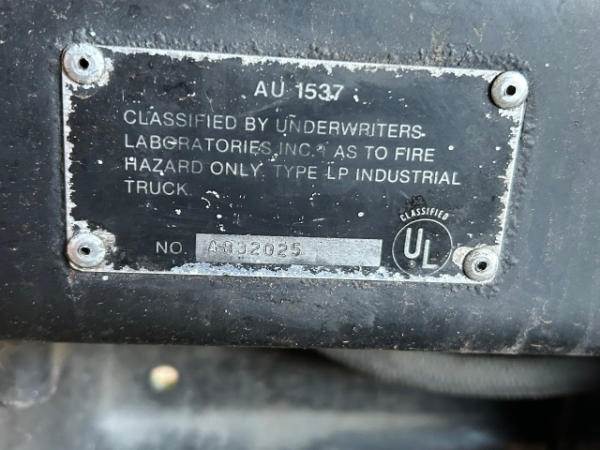 AU 1537
CLASSIFIED BY UNDERWRITERS
LABORATORIES, INC.® AS TO FIRE
HAZARD ONLY. TYPE LP INDUSTRIAL
TRUCK
NO. A832025
CLASSIFIED
UL